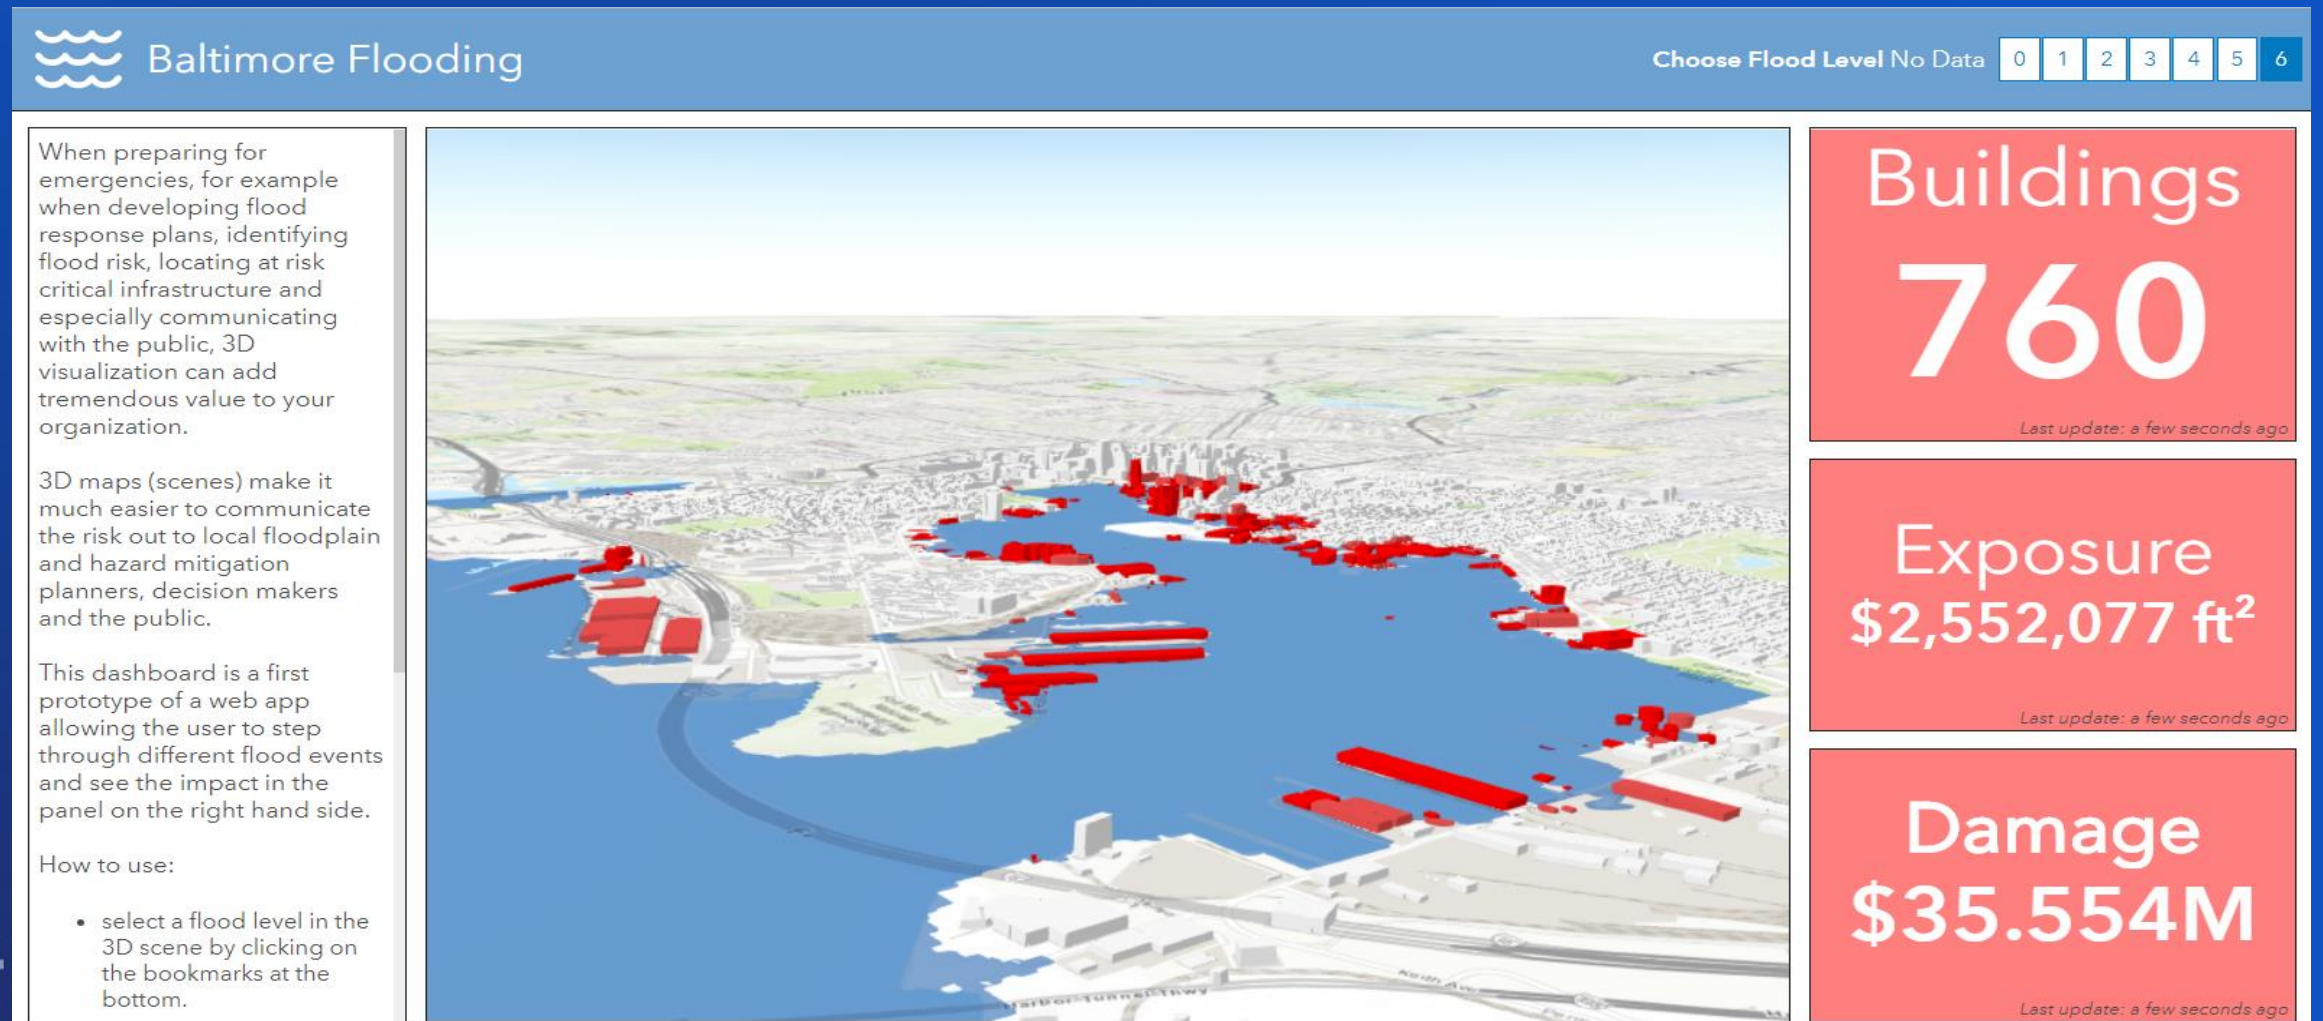 Baltimore Flooding
Choose Flood Level No Data 0 1 2 3 4 5 6
When preparing for
emergencies, for example
when developing flood
response plans, identifying
flood risk, locating at risk
critical infrastructure and
especially communicating
with the public, 3D
visualization can add
tremendous value to your
organization.
3D maps (scenes) make it
much easier to communicate
the risk out to local floodplain
and hazard mitigation
planners, decision makers
and the public.
This dashboard is a first
prototype of a web app
allowing the user to step
through different flood events
and see the impact in the
panel on the right hand side.
How to use:
• select a flood level in the
3D scene by clicking on
the bookmarks at the
bottom.
Keith Ave
Harbor Tunnel Thwy
Buildings
760
Last update: a few seconds ago
Exposure
$2,552,077 ft²
Last update: a few seconds ago
Damage
$35.554M
Last update: a few seconds ago